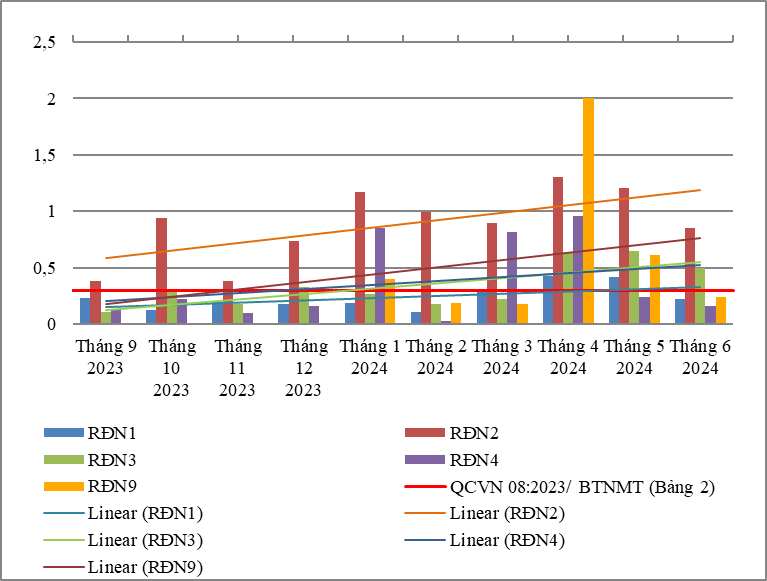 2,5
2
1,5
1
0,5
0
Tháng 9 Tháng Tháng Tháng Tháng 1 Tháng 2 Tháng 3 Tháng 4 Tháng 5 Tháng 6
2023 10 11 12 2024 2024 2024 2024 2024 2024
2023 2023 2023
RĐN1 RĐN2
RĐN3 RĐN4
RĐN9 QCVN 08:2023/ BTNMT (Bảng 2)
Linear (RĐN1) Linear (RĐN2)
Linear (RĐN3) Linear (RĐN4)
Linear (RĐN9)